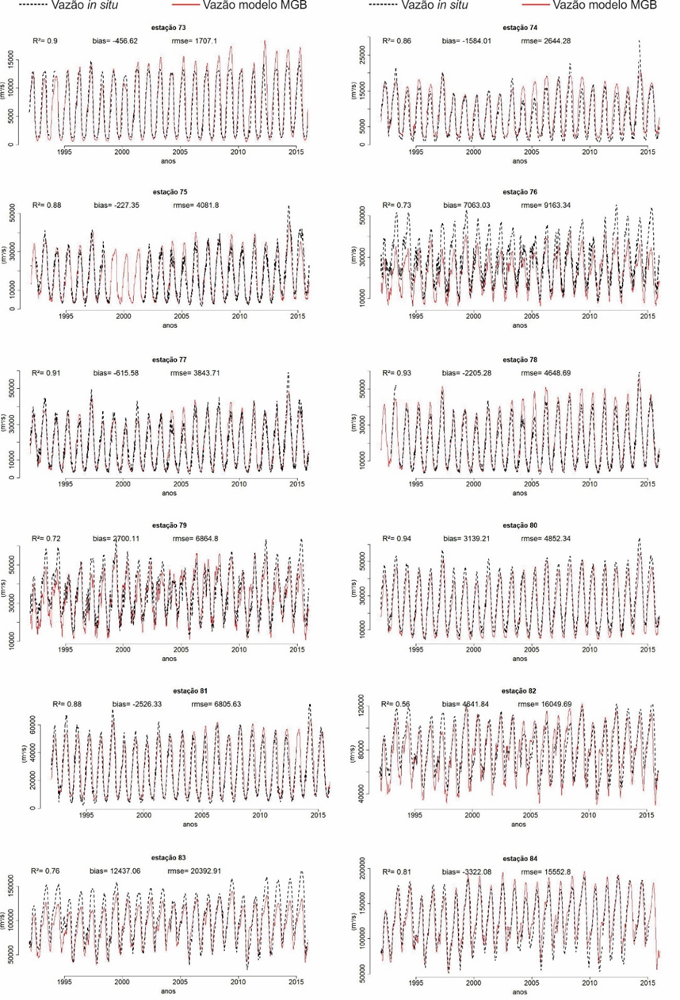 Vazão in situ Vazão modelo MGB Vazão in situ Vazão modelo MGB
estação 73
R²= 0.9 bias= -456.62 rmse= 1707.1
(m³/s)
0 5000 10000 15000
1995 2000 2005 2010 2015
anos
estação 74
R²= 0.86 bias= -1584.01 rmse= 2644.28
(m³/s)
0 5000 15000 25000
1995 2000 2005 2010 2015
anos
estação 75
R²= 0.88 bias= -227.35 rmse= 4081.8
(m³/s)
0 10000 30000 50000
1995 2000 2005 2010 2015
anos
estação 76
R²= 0.73 bias= 7063.03 rmse= 9163.34
(m³/s)
10000 30000 50000
1995 2000 2005 2010 2015
anos
estação 77
R²= 0.91 bias= -615.58 rmse= 3843.71
(m³/s)
0 10000 30000 50000
1995 2000 2005 2010 2015
anos
estação 78
R²= 0.93 bias= -2205.28 rmse= 4648.69
(m³/s)
10000 30000 50000
1995 2000 2005 2010 2015
anos
estação 79
R²= 0.72 bias= 2700.11 rmse= 6864.8
(m³/s)
10000 30000 50000
1995 2000 2005 2010 2015
anos
estação 80
R²= 0.94 bias= 3139.21 rmse= 4852.34
(m³/s)
10000 30000 50000
1995 2000 2005 2010 2015
anos
estação 81
R²= 0.88 bias= -2526.33 rmse= 6805.63
(m³/s)
0 20000 40000 60000
1995 2000 2005 2010 2015
anos
estação 82
R²= 0.56 bias= 4641.84 rmse= 16049.69
(m³/s)
40000 80000 120000
1995 2000 2005 2010 2015
anos
estação 83
R²= 0.76 bias= 12437.06 rmse= 20392.91
(m³/s)
50000 100000 150000
1995 2000 2005 2010 2015
anos
estação 84
R²= 0.81 bias= -3322.08 rmse= 15552.8
(m³/s)
50000 100000 150000 200000
1995 2000 2005 2010 2015
anos